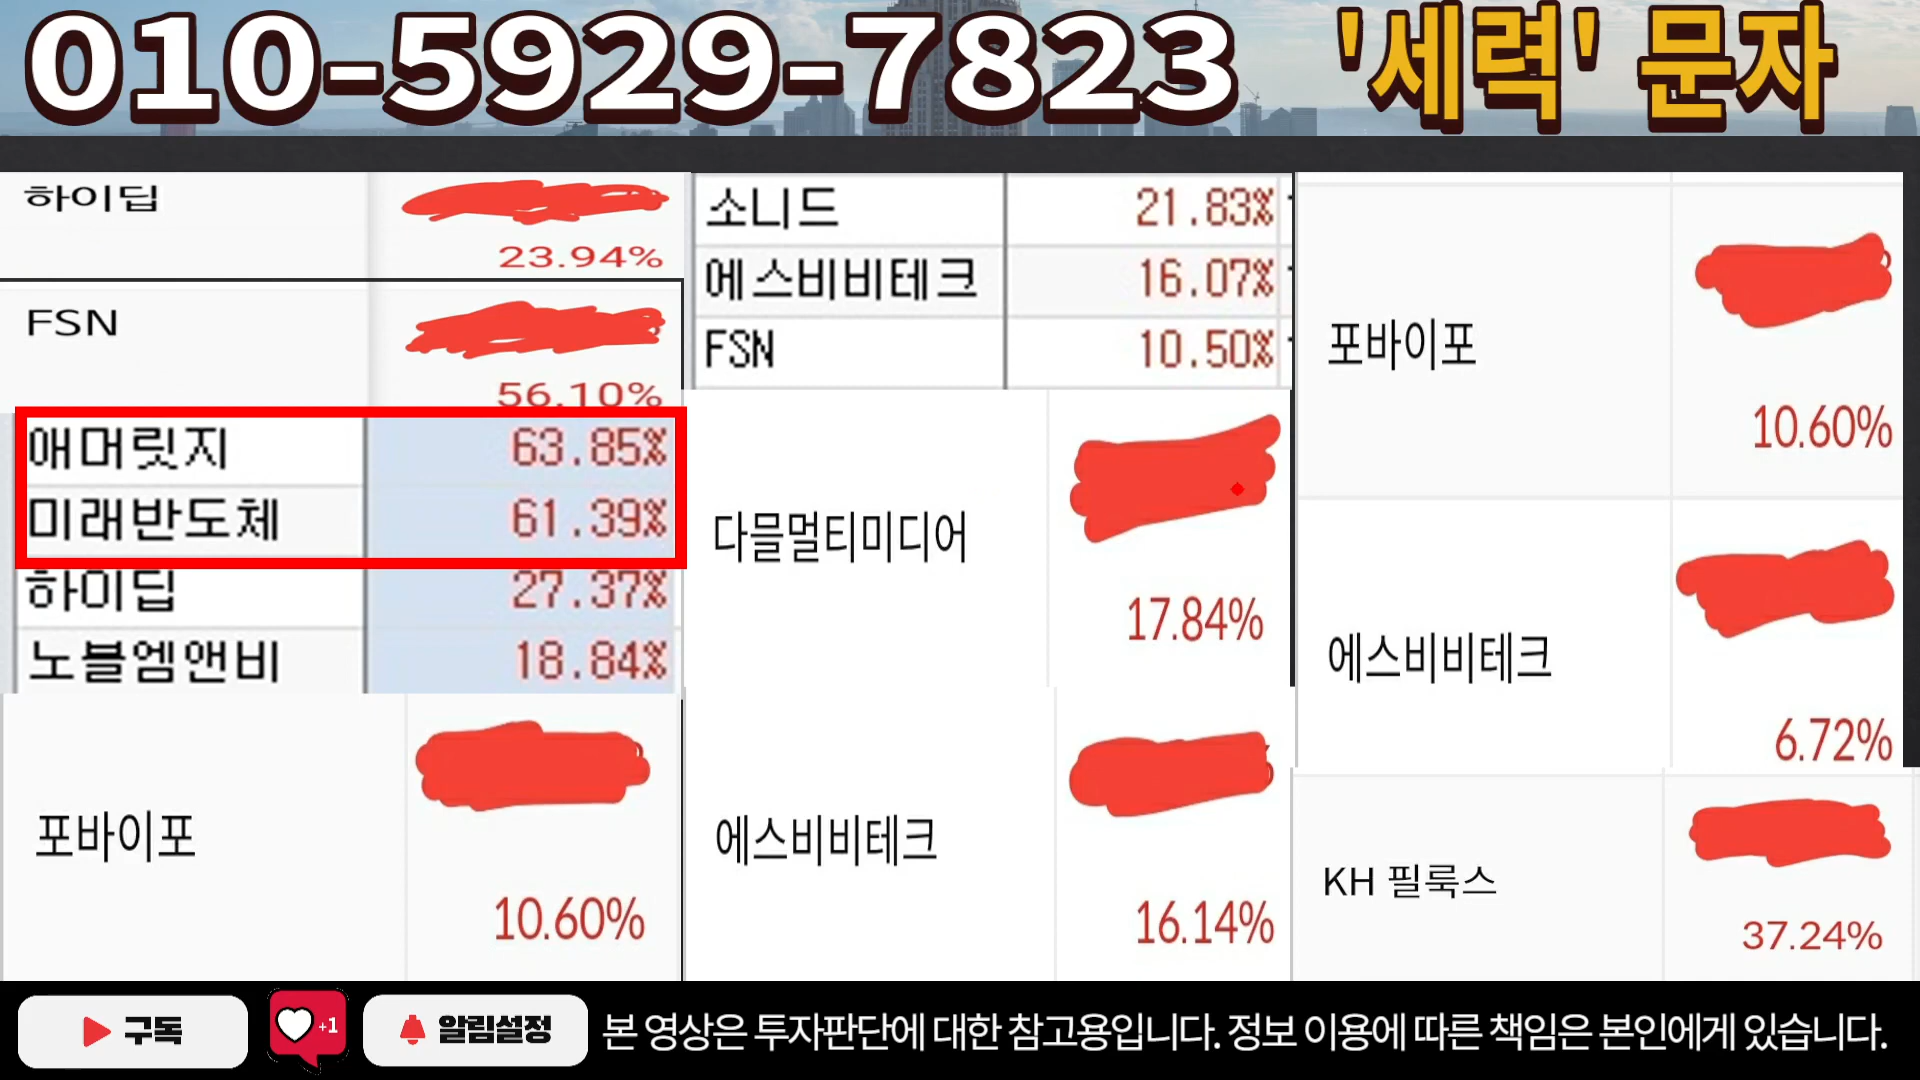 010-5929-7823 '세력' 문자
하이딥
23.94%
FSN
56.10%
애머릿지 63.85%
미래반도체 61.39%
하이딥 27.37%
노블엠앤비 18.84%
포바이포
10.60%
소니드 21.83%
에스비비테크 16.07%
FSN 10.50%
다믈멀티미디어
17.84%
에스비비테크
16.14%
포바이포
10.60%
에스비비테크
6.72%
KH 필룩스
37.24%
구독 +1 알림설정 본 영상은 투자판단에 대한 참고용입니다. 정보 이용에 따른 책임은 본인에게 있습니다.